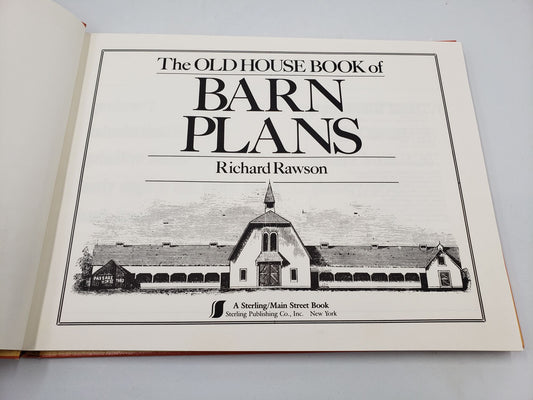 The OLD HOUSE BOOK of
BARN
PLANS
Richard Rawson
A Sterling/Main Street Book
Sterling Publishing Co., Inc. New York